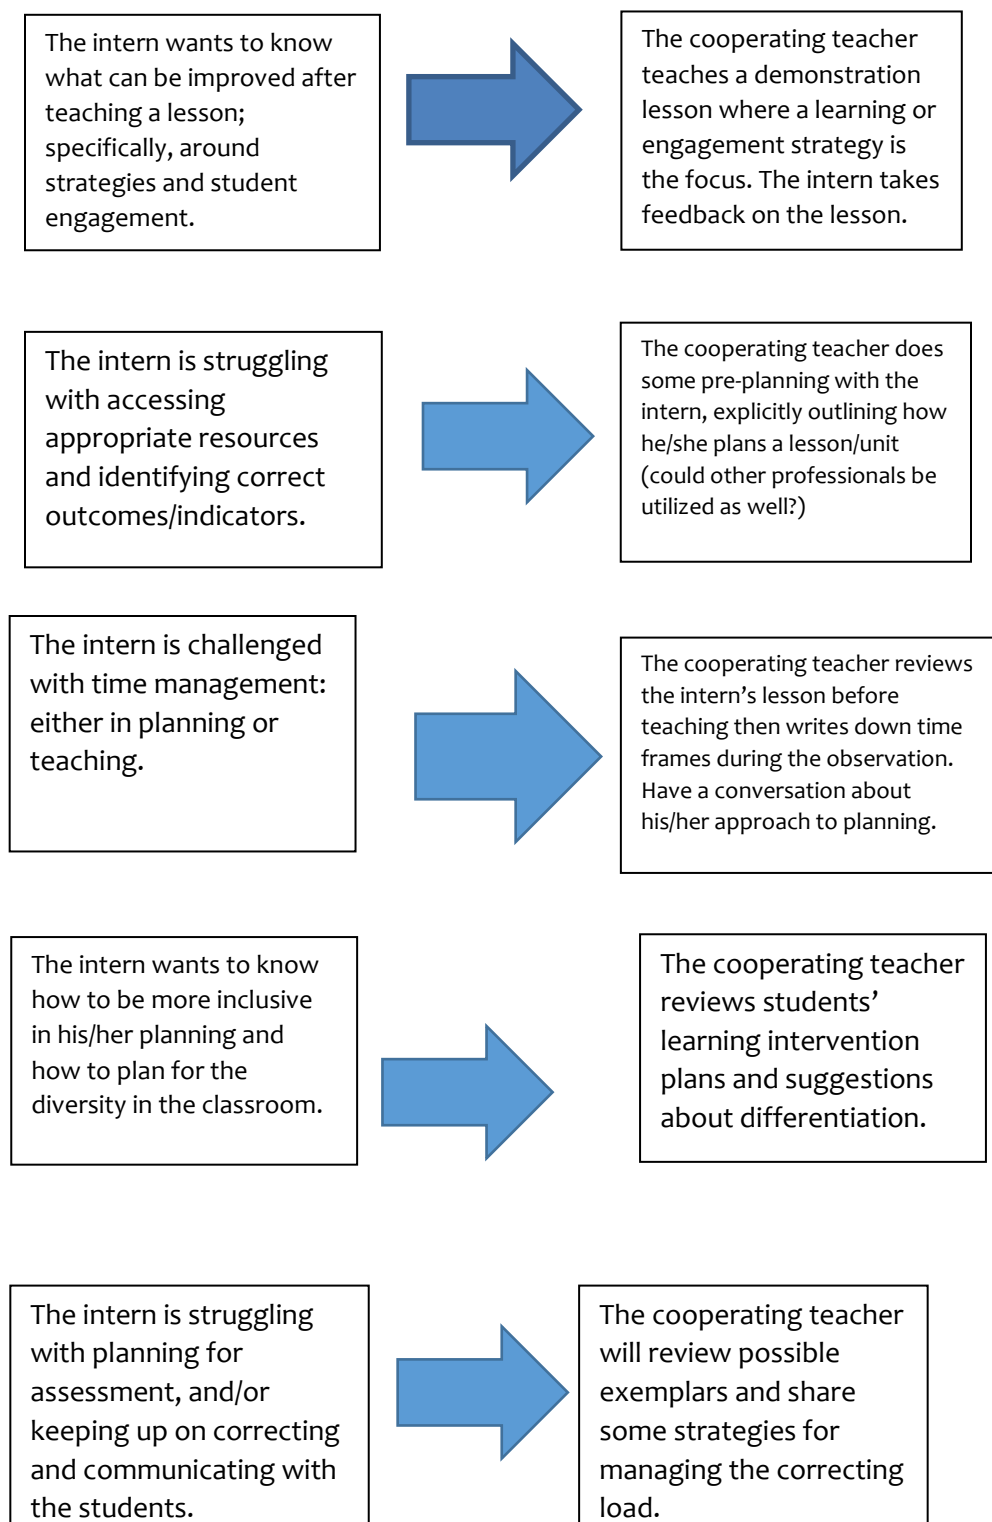 The intern wants to know
what can be improved after
teaching a lesson;
specifically, around
strategies and student
engagement.
The cooperating teacher
teaches a demonstration
lesson where a learning or
engagement strategy is
the focus. The intern takes
feedback on the lesson.
The intern is struggling
with accessing
appropriate resources
and identifying correct
outcomes/indicators.
The cooperating teacher does
some pre-planning with the
intern, explicitly outlining how
he/she plans a lesson/unit
(could other professionals be
utilized as well?)
The intern is challenged
with time management:
either in planning or
teaching.
The cooperating teacher reviews
the intern’s lesson before
teaching then writes down time
frames during the observation.
Have a conversation about
his/her approach to planning.
The intern wants to know
how to be more inclusive
in his/her planning and
how to plan for the
diversity in the classroom.
The cooperating teacher
reviews students’
learning intervention
plans and suggestions
about differentiation.
The intern is struggling
with planning for
assessment, and/or
keeping up on correcting
and communicating with
the students.
The cooperating teacher
will review possible
exemplars and share
some strategies for
managing the correcting
load.